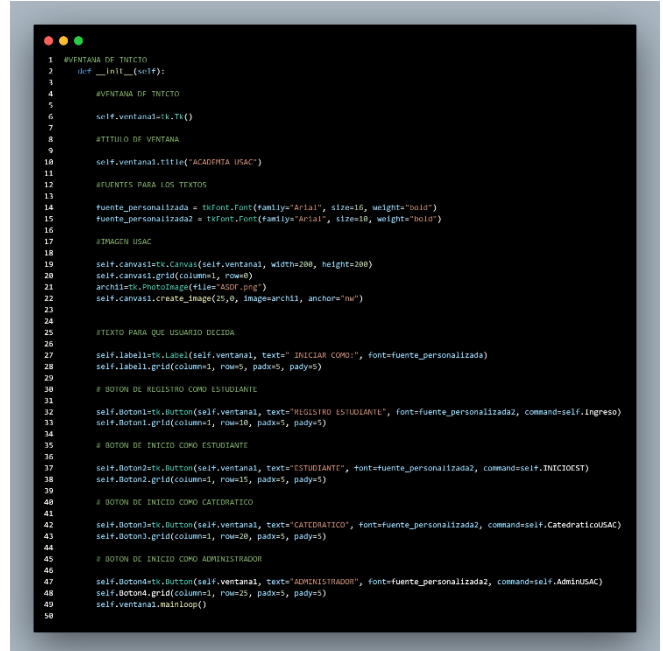 1 #VENTANA DE INICIO
2 def __init__(self):
3
4 #VENTANA DE INICIO
5
6 self.ventana1=tk.Tk()
7
8 #TITULO DE VENTANA
9
10 self.ventana1.title("ACADEMIA USAC")
11
12 #FUENTES PARA LOS TEXTOS
13
14 fuente_personalizada = tkFont.Font(family="Arial", size=16, weight="bold")
15 fuente_personalizada2 = tkFont.Font(family="Arial", size=10, weight="bold")
16
17 #IMAGEN USAC
18
19 self.canvas1=tk.Canvas(self.ventana1, width=200, height=200)
20 self.canvas1.grid(column=1, row=0)
21 archi1=tk.PhotoImage(file="ASDF.png")
22 self.canvas1.create_image(25,0, image=archi1, anchor="nw")
23
24
25 #TEXTO PARA QUE USUARIO DECIDA
26
27 self.label1=tk.Label(self.ventana1, text=" INICIAR COMO:", font=fuente_personalizada)
28 self.label1.grid(column=1, row=5, padx=5, pady=5)
29
30 # BOTON DE REGISTRO COMO ESTUDIANTE
31
32 self.Boton1=tk.Button(self.ventana1, text="REGISTRO ESTUDIANTE", font=fuente_personalizada2, command=self.Ingreso)
33 self.Boton1.grid(column=1, row=10, padx=5, pady=5)
34
35 # BOTON DE INICIO COMO ESTUDIANTE
36
37 self.Boton2=tk.Button(self.ventana1, text="ESTUDIANTE", font=fuente_personalizada2, command=self.INICIOEST)
38 self.Boton2.grid(column=1, row=15, padx=5, pady=5)
39
40 # BOTON DE INICIO COMO CATEDRATICO
41
42 self.Boton3=tk.Button(self.ventana1, text="CATEDRATICO", font=fuente_personalizada2, command=self.CatedraticoUSAC)
43 self.Boton3.grid(column=1, row=20, padx=5, pady=5)
44
45 # BOTON DE INICIO COMO ADMINISTRADOR
46
47 self.Boton4=tk.Button(self.ventana1, text="ADMINISTRADOR", font=fuente_personalizada2, command=self.AdminUSAC)
48 self.Boton4.grid(column=1, row=25, padx=5, pady=5)
49 self.ventana1.mainloop()
50